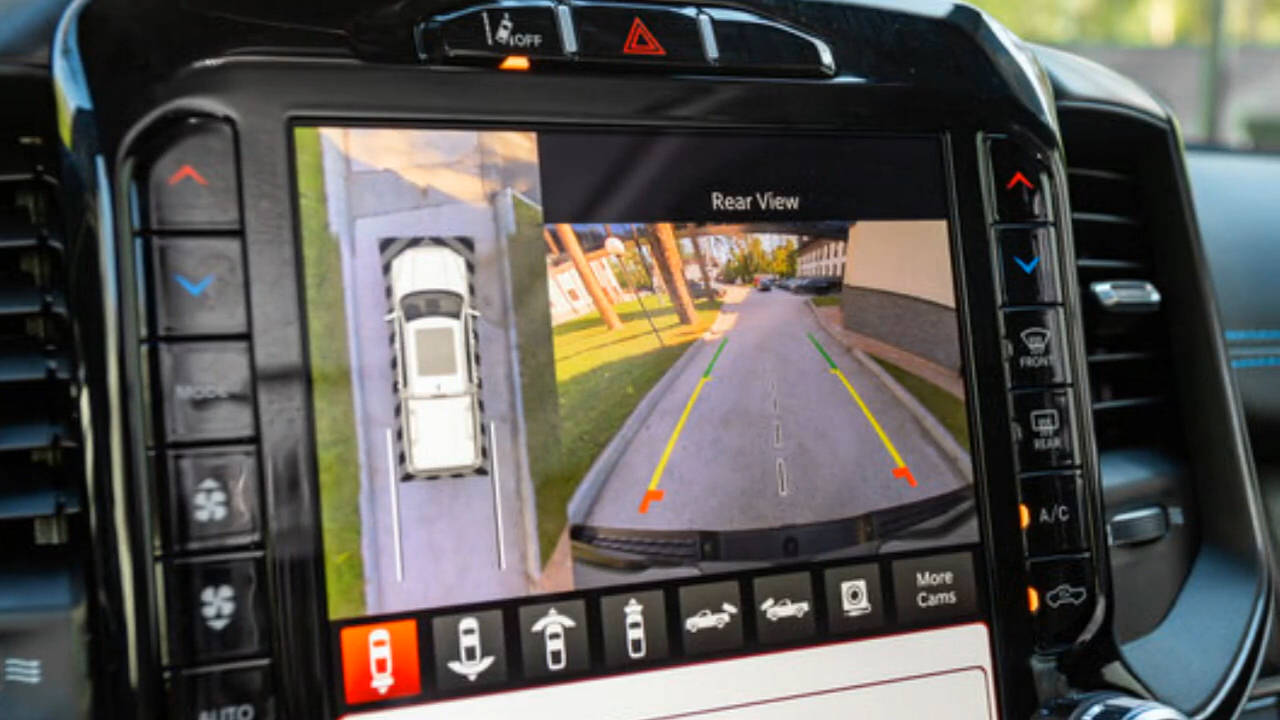 OFF
Rear View
MODE
FRONT
REAR
A/C
More
Cams
AUTO